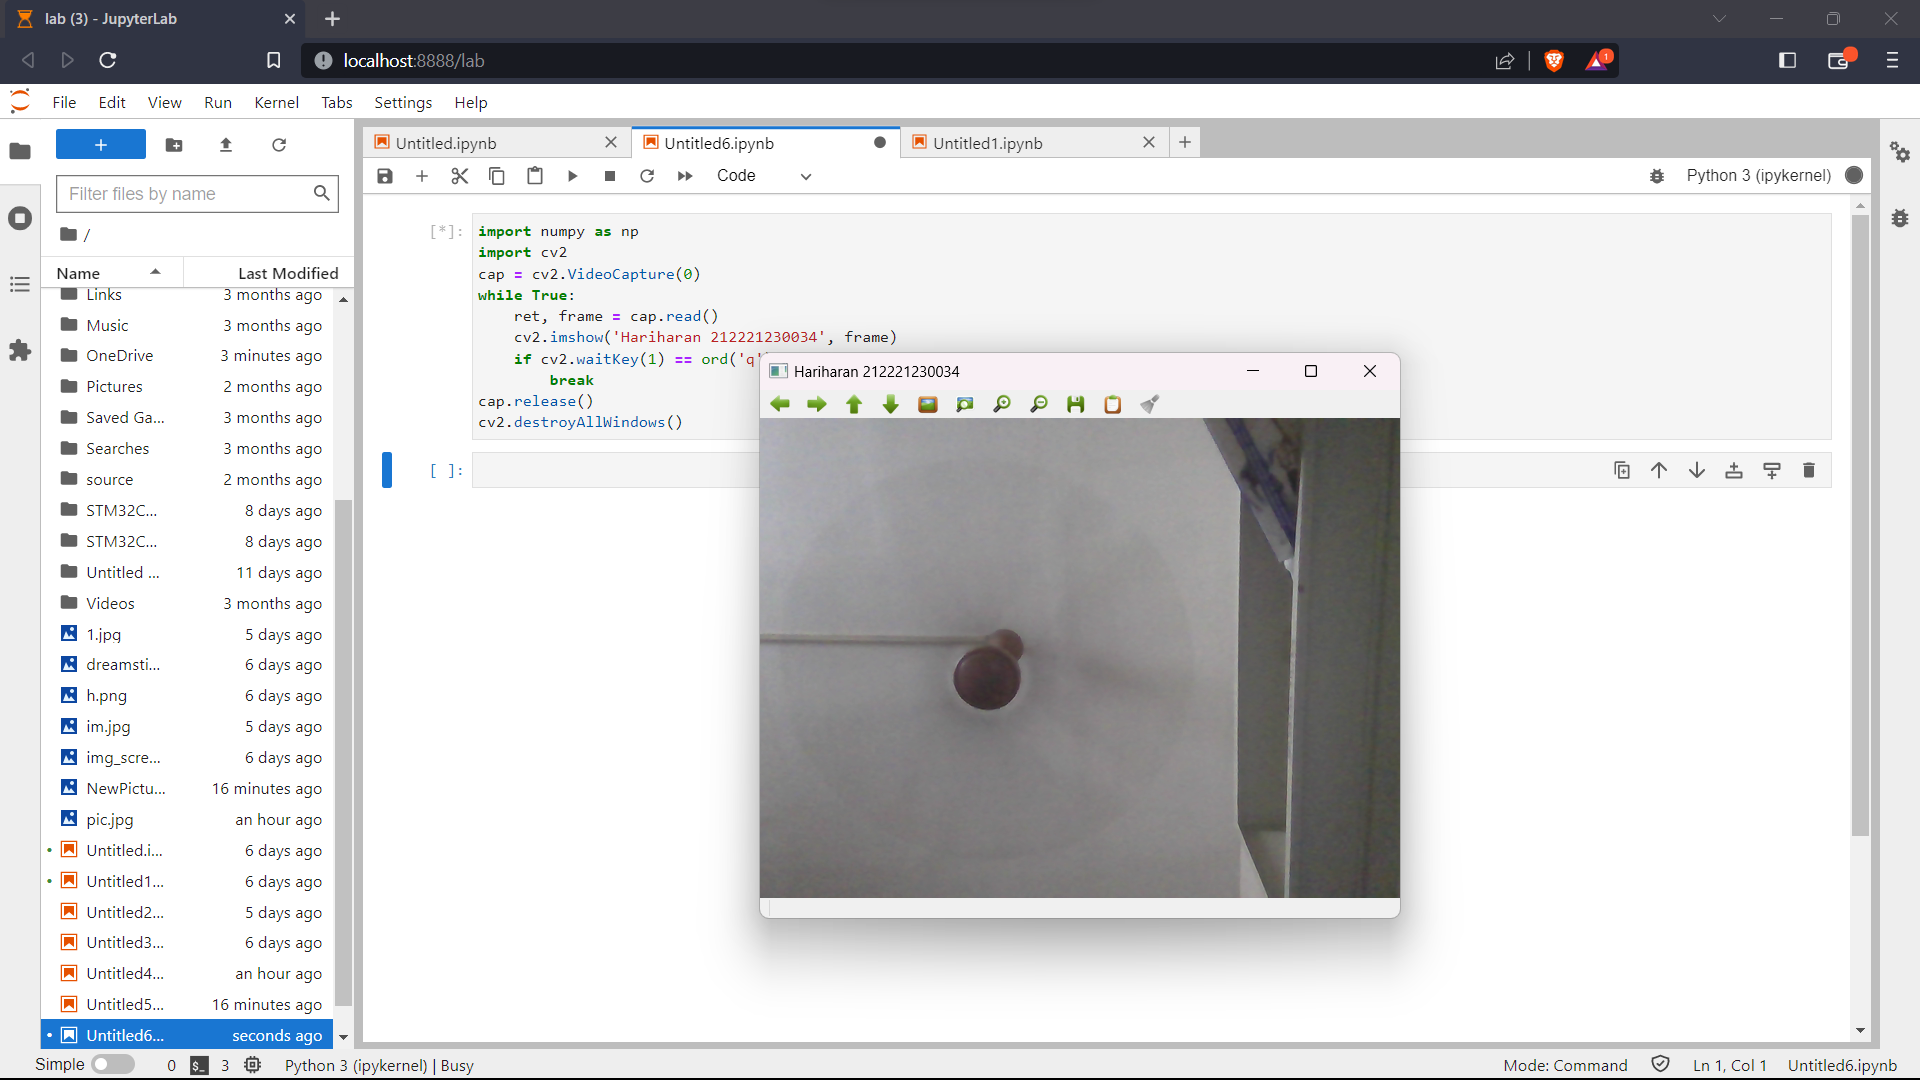 lab (3) - JupyterLab
localhost:8888/lab
1
File Edit View Run Kernel Tabs Settings Help
Filter files by name
/
Name Last Modified
Links 3 months ago
Music 3 months ago
OneDrive 3 minutes ago
Pictures 2 months ago
Saved Ga... 3 months ago
Searches 3 months ago
source 2 months ago
STM32C... 8 days ago
STM32C... 8 days ago
Untitled ... 11 days ago
Videos 3 months ago
1.jpg 5 days ago
dreamsti... 6 days ago
h.png 6 days ago
im.jpg 5 days ago
img_scre... 6 days ago
NewPictu... 16 minutes ago
pic.jpg an hour ago
Untitled.i... 6 days ago
Untitled1... 6 days ago
Untitled2... 5 days ago
Untitled3... 6 days ago
Untitled4... an hour ago
Untitled5... 16 minutes ago
Untitled6... seconds ago
Untitled.ipynb Untitled6.ipynb Untitled1.ipynb
Code Python 3 (ipykernel)
[*]: import numpy as np
import cv2
cap = cv2.VideoCapture(0)
while True:
    ret, frame = cap.read()
    cv2.imshow('Hariharan 212221230034', frame)
    if cv2.waitKey(1) == ord('q'
        break
cap.release()
cv2.destroyAllWindows()
[ ]:
Hariharan 212221230034
Simple 0 3 Python 3 (ipykernel) | Busy Mode: Command Ln 1, Col 1 Untitled6.ipynb